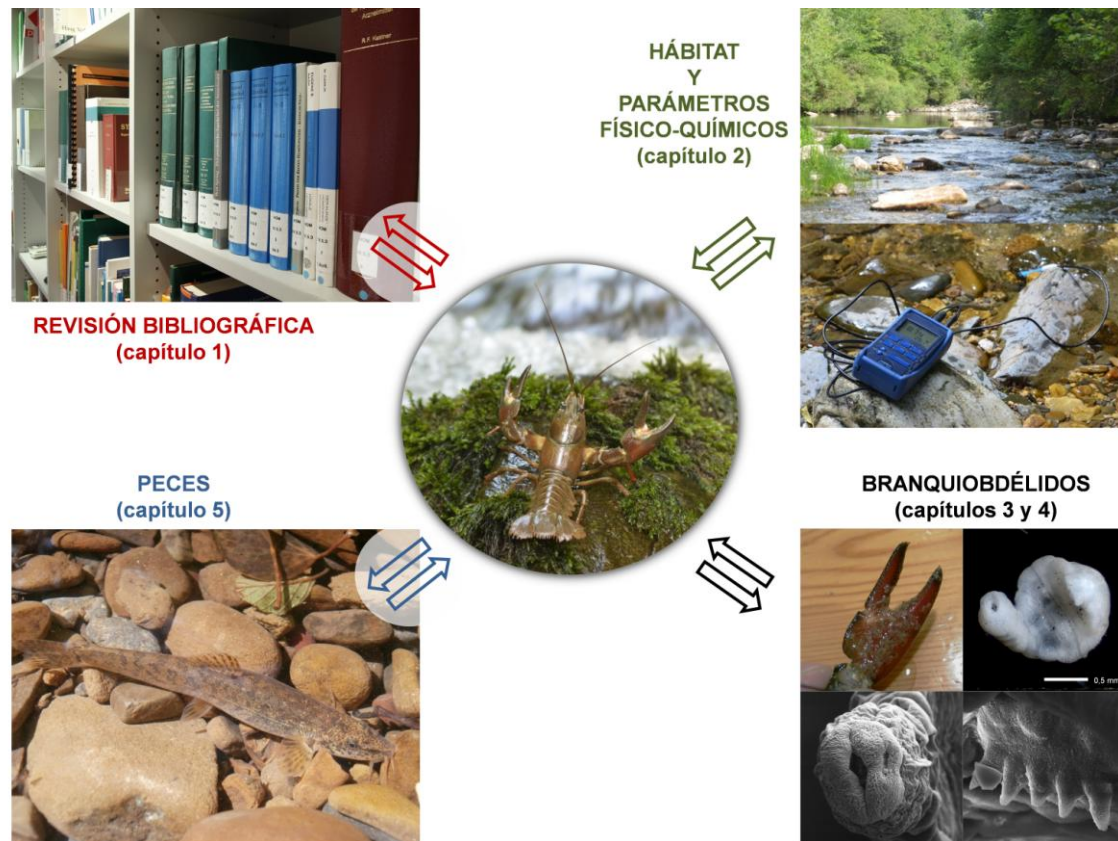 REVISIÓN BIBLIOGRÁFICA
(capítulo 1)
HÁBITAT
Y
PARÁMETROS
FÍSICO-QUÍMICOS
(capítulo 2)
PECES
(capítulo 5)
BRANQUIOBDÉLIDOS
(capítulos 3 y 4)
0,5 mm